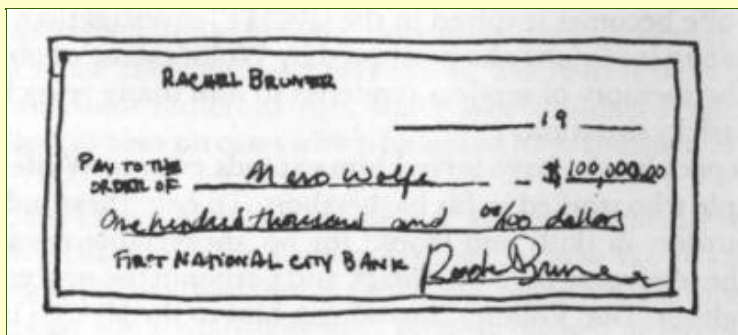 RACHEL BRUNER
19
PAY TO THE
ORDER OF Nero Wolfe $100,000.00
One hundred thousand and 00/100 dollars
FIRST NATIONAL CITY BANK Rachel Bruner